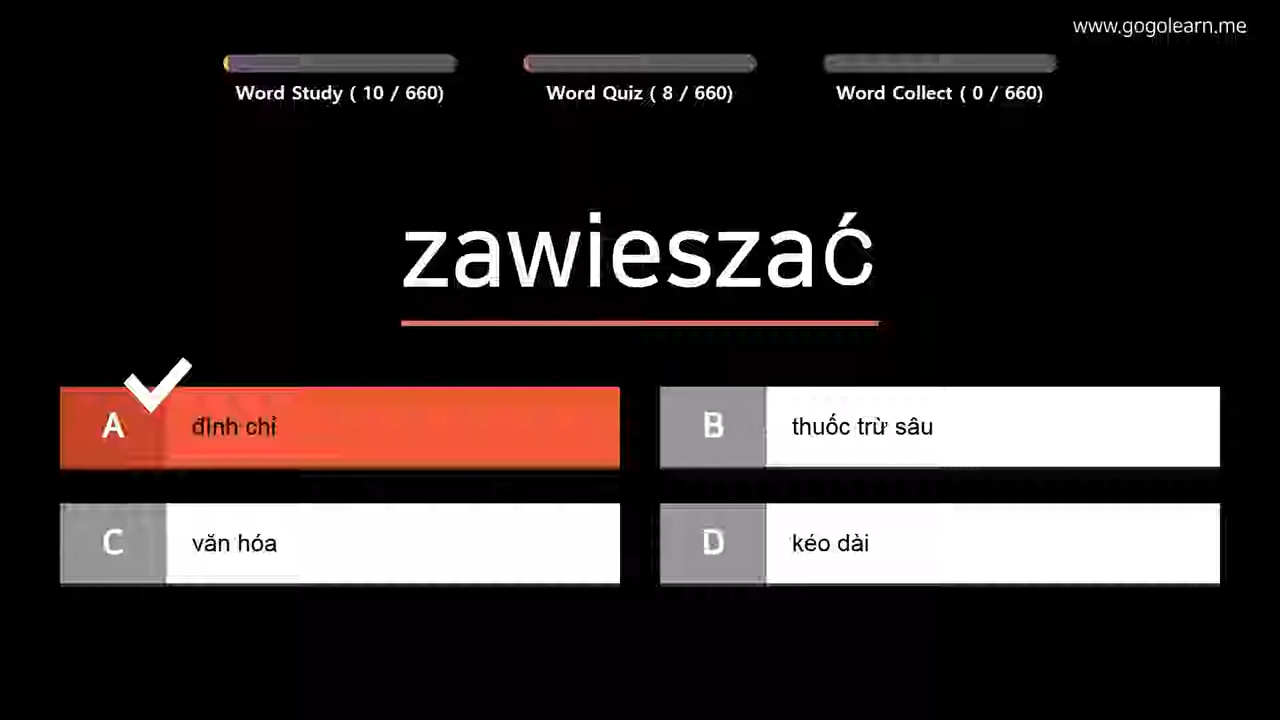 www.gogolearn.me
Word Study ( 10 / 660)
Word Quiz ( 8 / 660)
Word Collect ( 0 / 660)
zawieszać
A
đình chỉ
B
thuốc trừ sâu
C
văn hóa
D
kéo dài